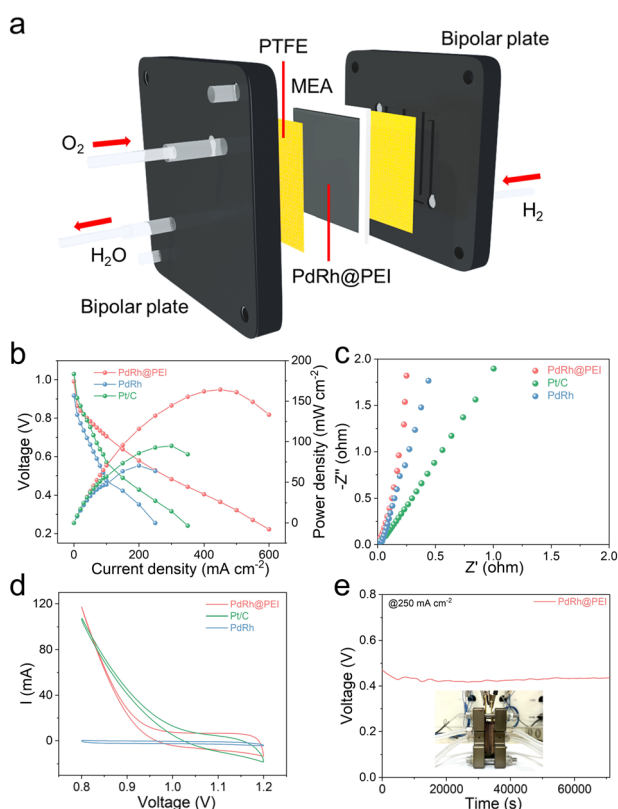 a
PTFE
MEA
Bipolar plate
O₂
H₂O
H₂
Bipolar plate
PdRh@PEI
b
PdRh@PEI
PdRh
Pt/C
Voltage (V)
1.0
0.8
0.6
0.4
0.2
0 100 200 300 400 500 600
Current density (mA cm⁻²)
200
150
100
50
0
Power density (mW cm⁻²)
c
PdRh@PEI
Pt/C
PdRh
-Z" (ohm)
2.0
1.5
1.0
0.5
0.0
0.0 0.5 1.0 1.5 2.0
Z' (ohm)
d
PdRh@PEI
Pt/C
PdRh
I (mA)
120
80
40
0
0.8 0.9 1.0 1.1 1.2
Voltage (V)
e
@250 mA cm⁻²
PdRh@PEI
Voltage (V)
0.8
0.6
0.4
0.2
0.0
0 20000 40000 60000
Time (s)